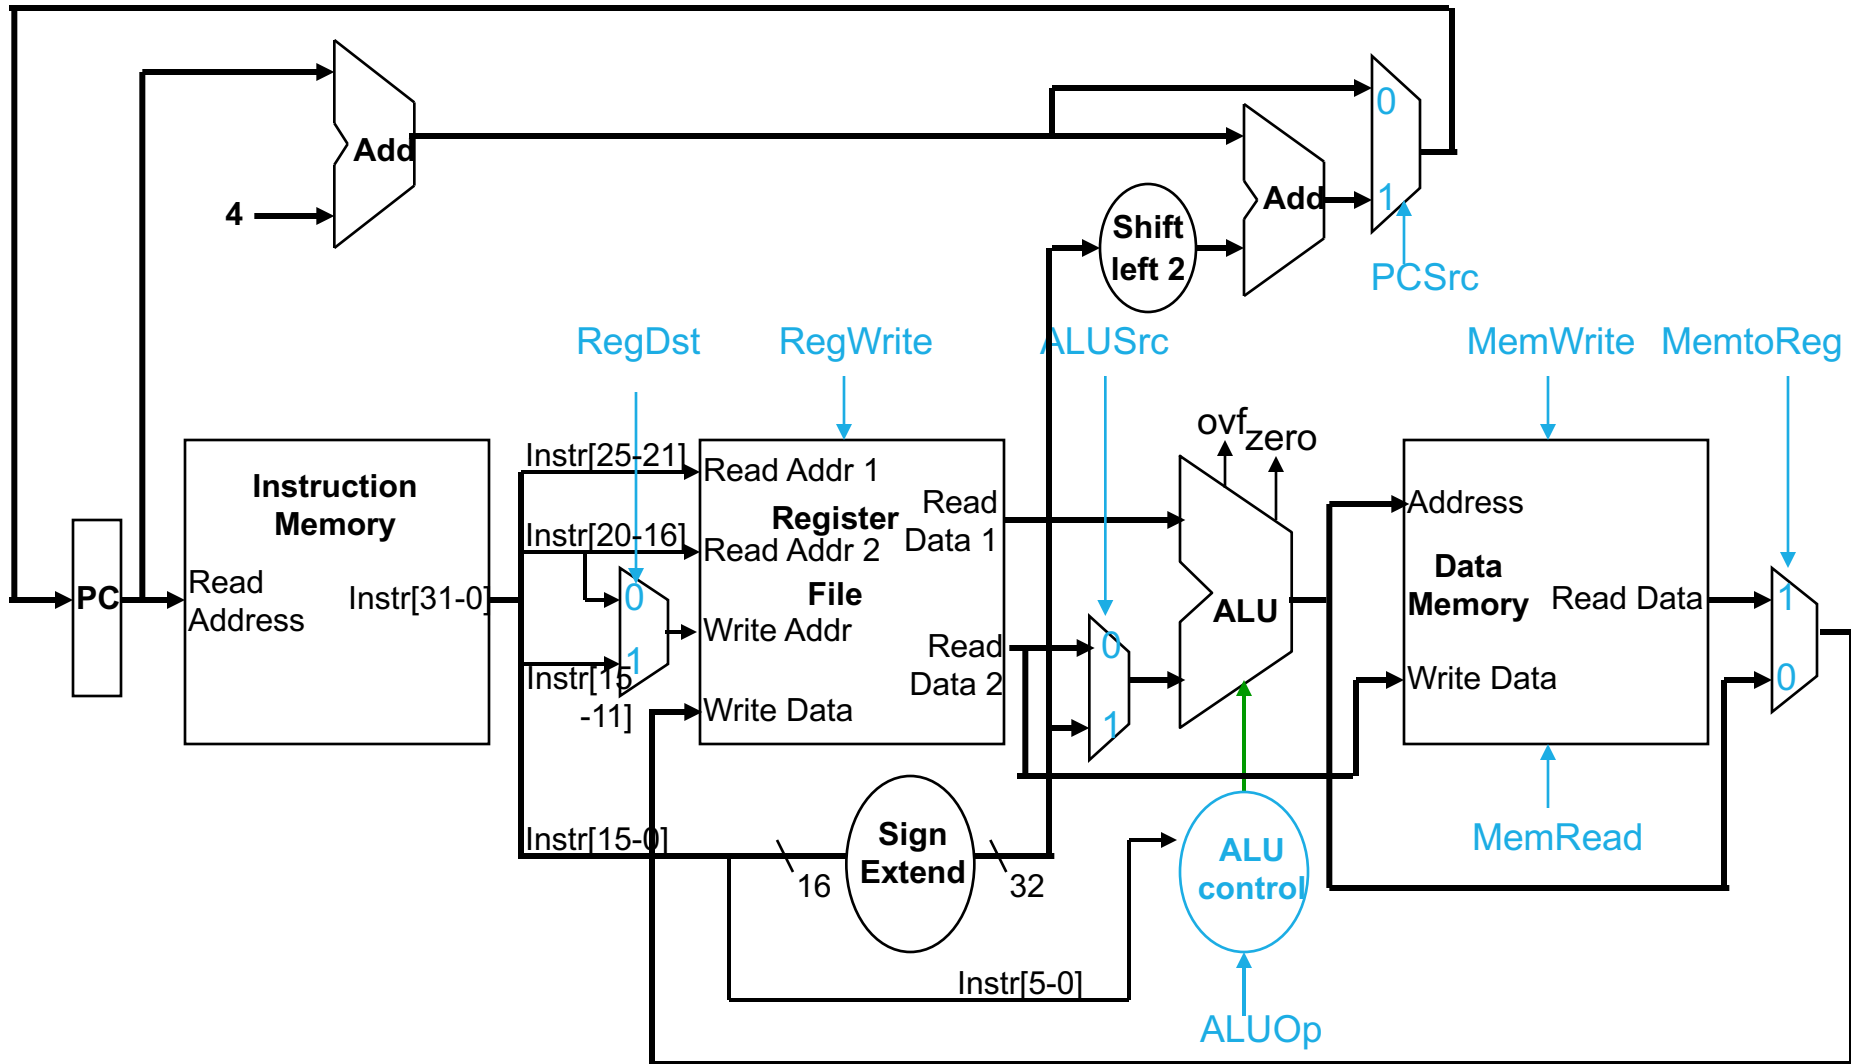 0
Add
Add
4
1
Shift
left 2
PCSrc
RegDst
RegWrite
ALUSrc
MemWrite
MemtoReg
ovf
zero
Instr[25-21]
Read Addr 1
Instruction
Memory
Register
Read
Data 1
Address
Instr[20-16]
Read Addr 2
PC
Read
Address
Instr[31-0]
0
File
Data
Memory
Read Data
1
ALU
Write Addr
1
Read
Data 2
0
Instr[15
-11]
Write Data
1
Write Data
0
Instr[15-0]
Sign
Extend
16
32
ALU
control
MemRead
Instr[5-0]
ALUOp